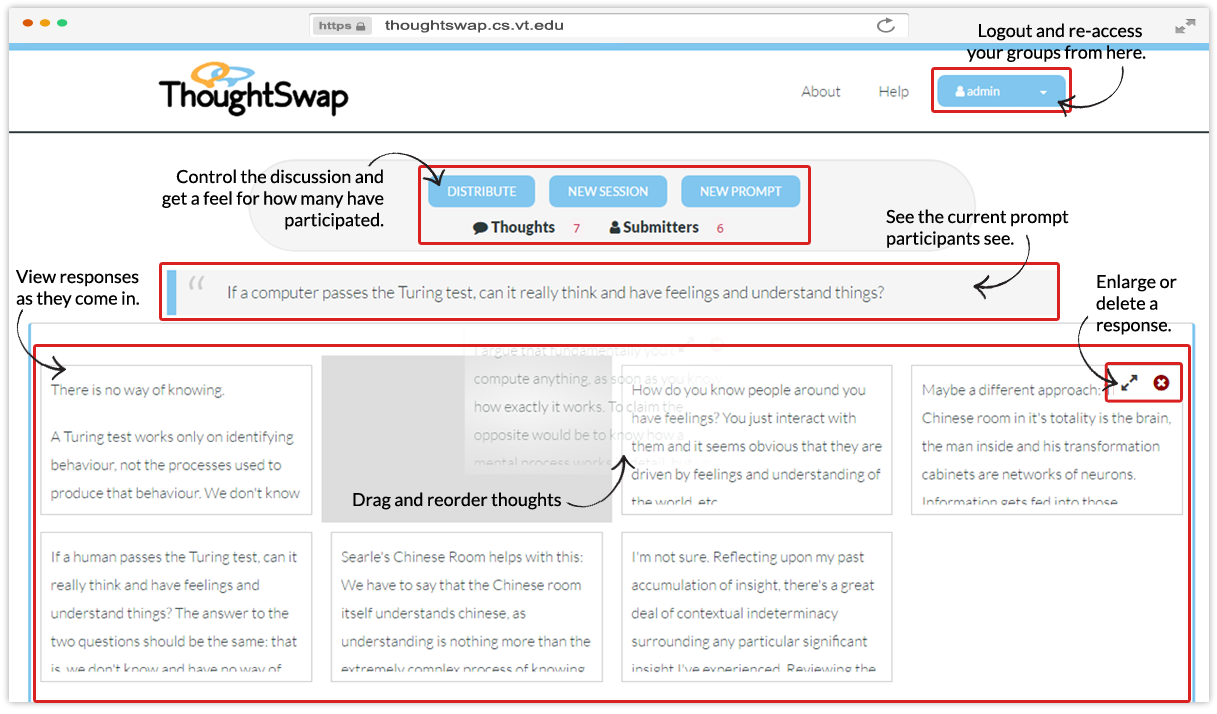 https thoughtswap.cs.vt.edu
Logout and re-access
your groups from here.
ThoughtSwap
About Help admin
Control the discussion and
get a feel for how many have
participated.
DISTRIBUTE NEW SESSION NEW PROMPT
Thoughts 7 Submitters 6
See the current prompt
participants see.
View responses
as they come in.
“ If a computer passes the Turing test, can it really think and have feelings and understand things?
Enlarge or
delete a
response.
There is no way of knowing.
A Turing test works only on identifying
behaviour, not the processes used to
produce that behaviour. We don't know
I argue that fundamentally you
compute anything, as soon as you know
how exactly it works. To claim the
opposite would be to know how a
mental process works
Drag and reorder thoughts
How do you know people around you
have feelings? You just interact with
them and it seems obvious that they are
driven by feelings and understanding of
the world, etc
Maybe a different approach:
Chinese room in it's totality is the brain,
the man inside and his transformation
cabinets are networks of neurons.
Information gets fed into those
If a human passes the Turing test, can it
really think and have feelings and
understand things? The answer to the
two questions should be the same: that
is, we don't know and have no way of
Searle's Chinese Room helps with this:
We have to say that the Chinese room
itself understands chinese, as
understanding is nothing more than the
extremely complex process of knowing
I'm not sure. Reflecting upon my past
accumulation of insight, there's a great
deal of contextual indeterminacy
surrounding any particular significant
insight I've experienced. Reviewing the